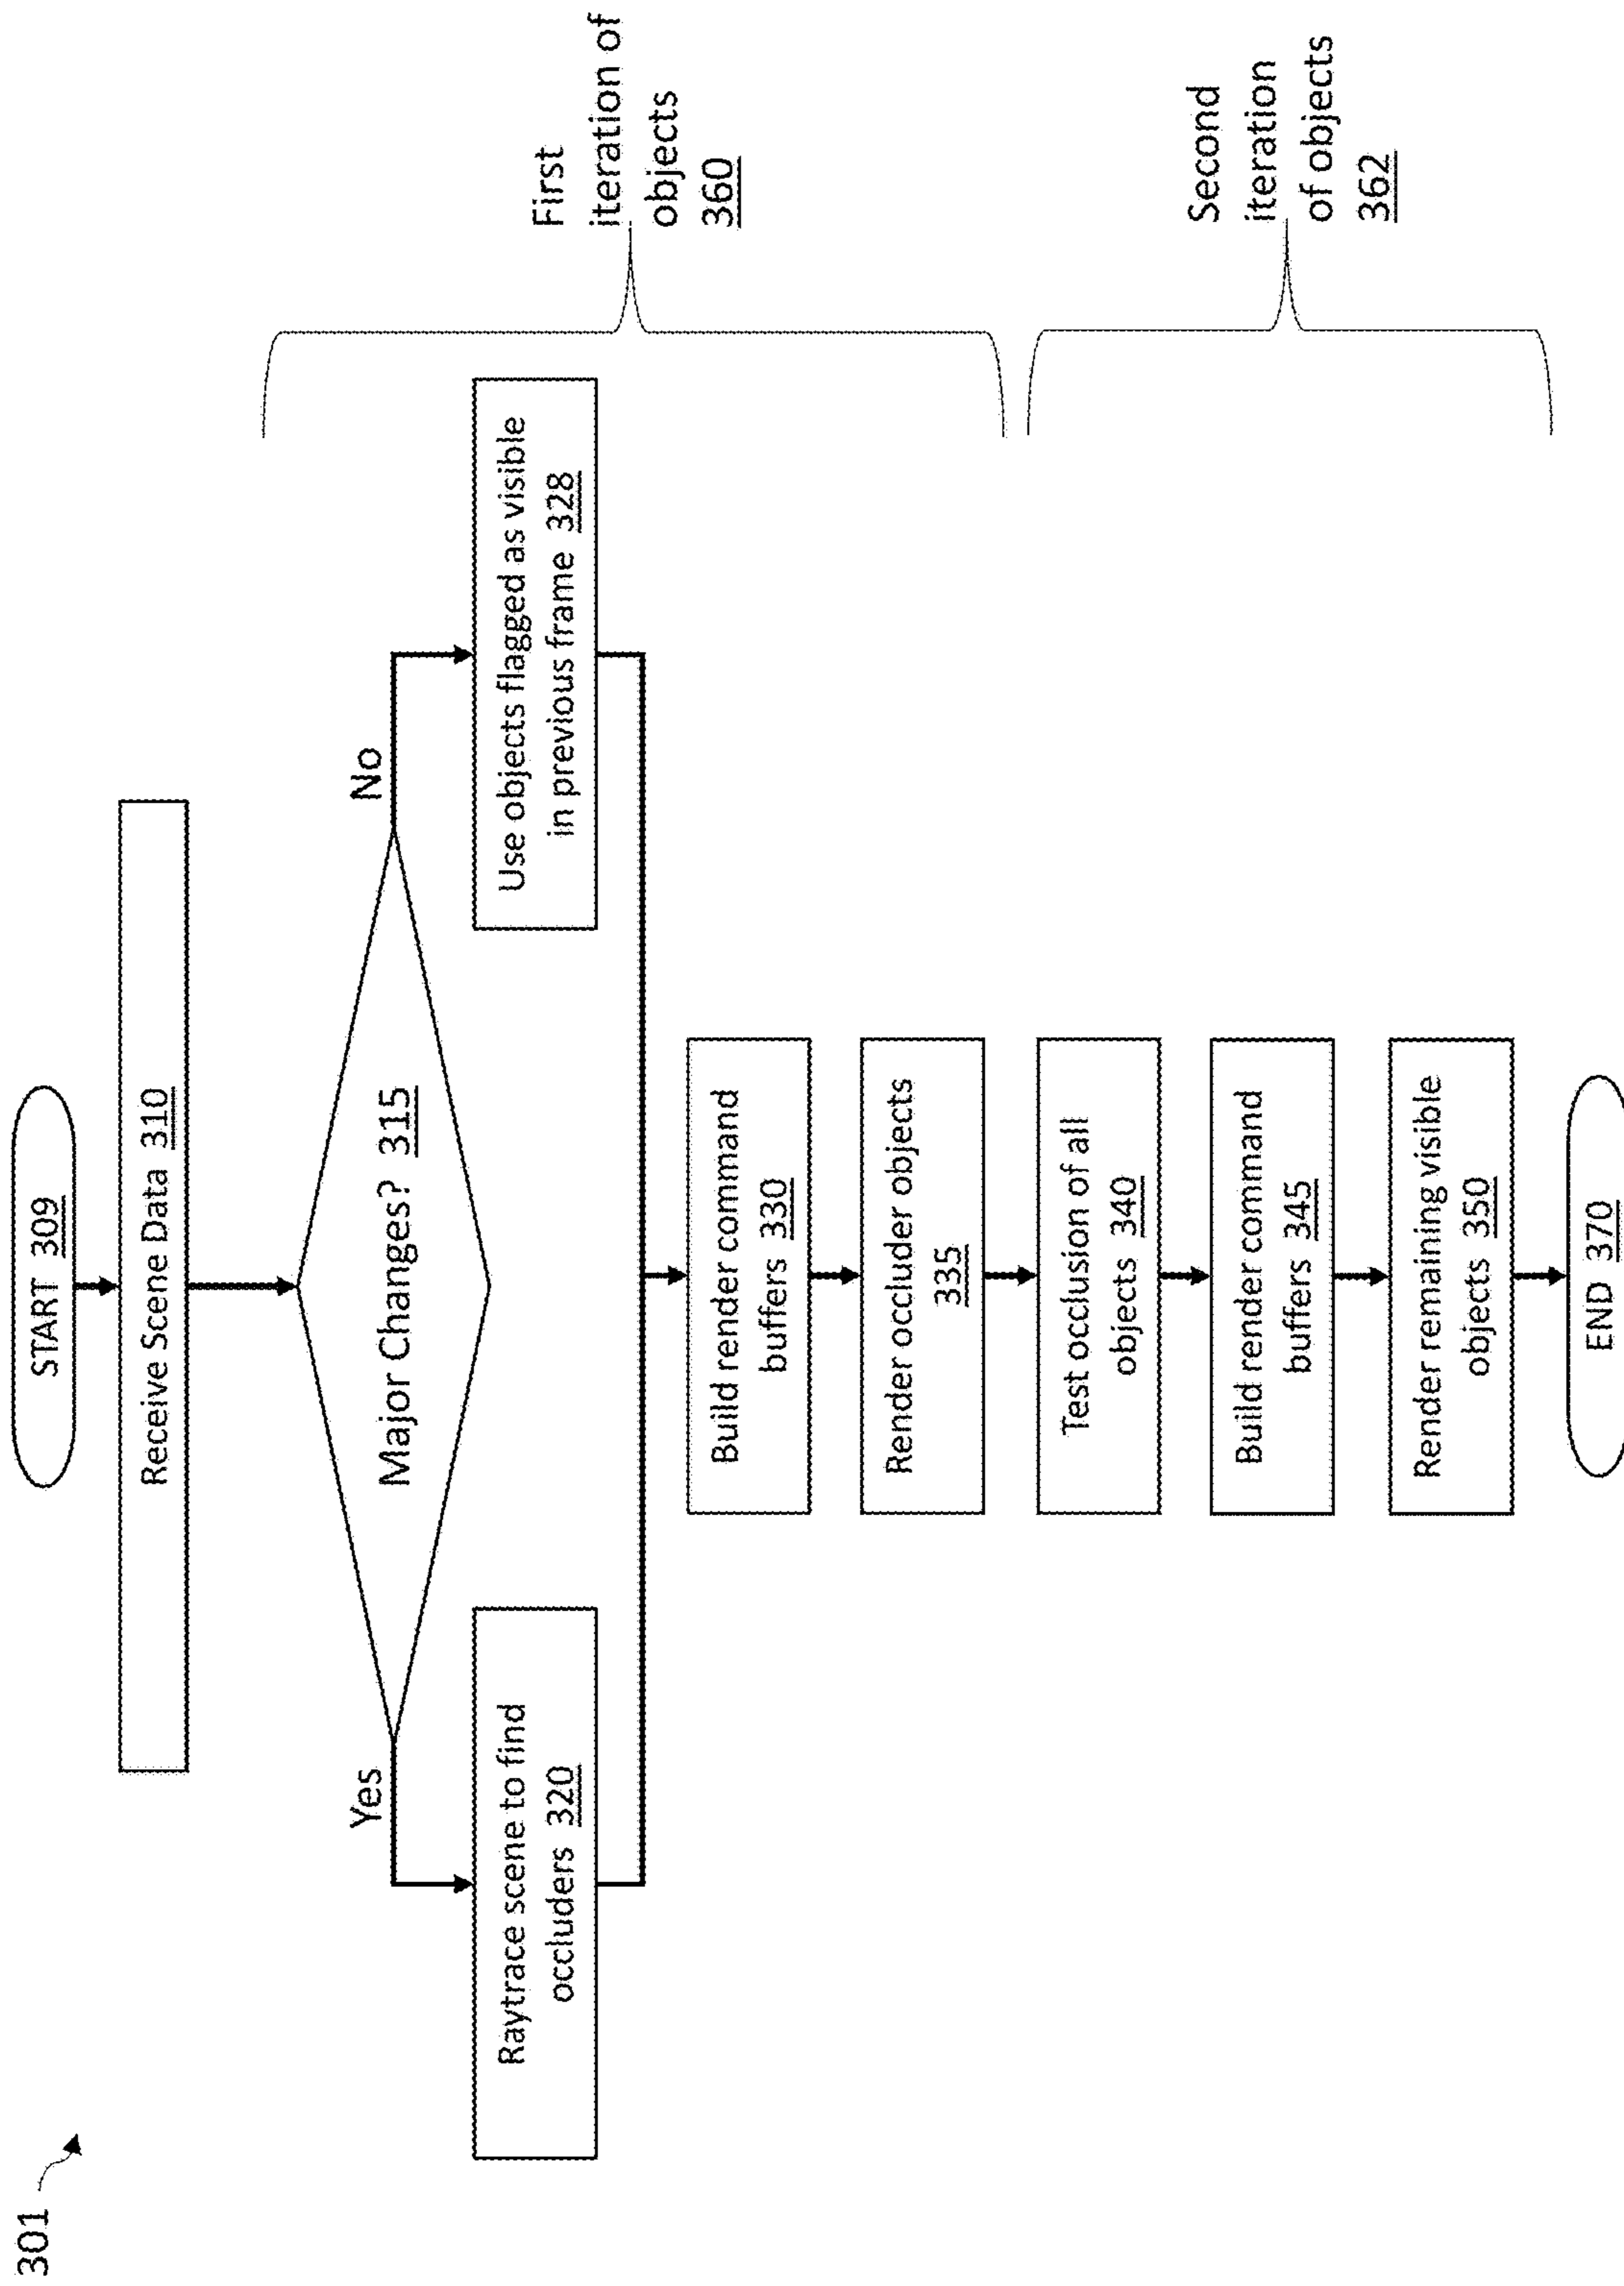 301
START 309
Receive Scene Data 310
Major Changes? 315
Yes
No
Raytrace scene to find
occluders 320
Use objects flagged as visible
in previous frame 328
First
iteration of
objects
360
Build render command
buffers 330
Render occluder objects
335
Test occlusion of all
objects 340
Build render command
buffers 345
Render remaining visible
objects 350
Second
iteration
of objects
362
END 370